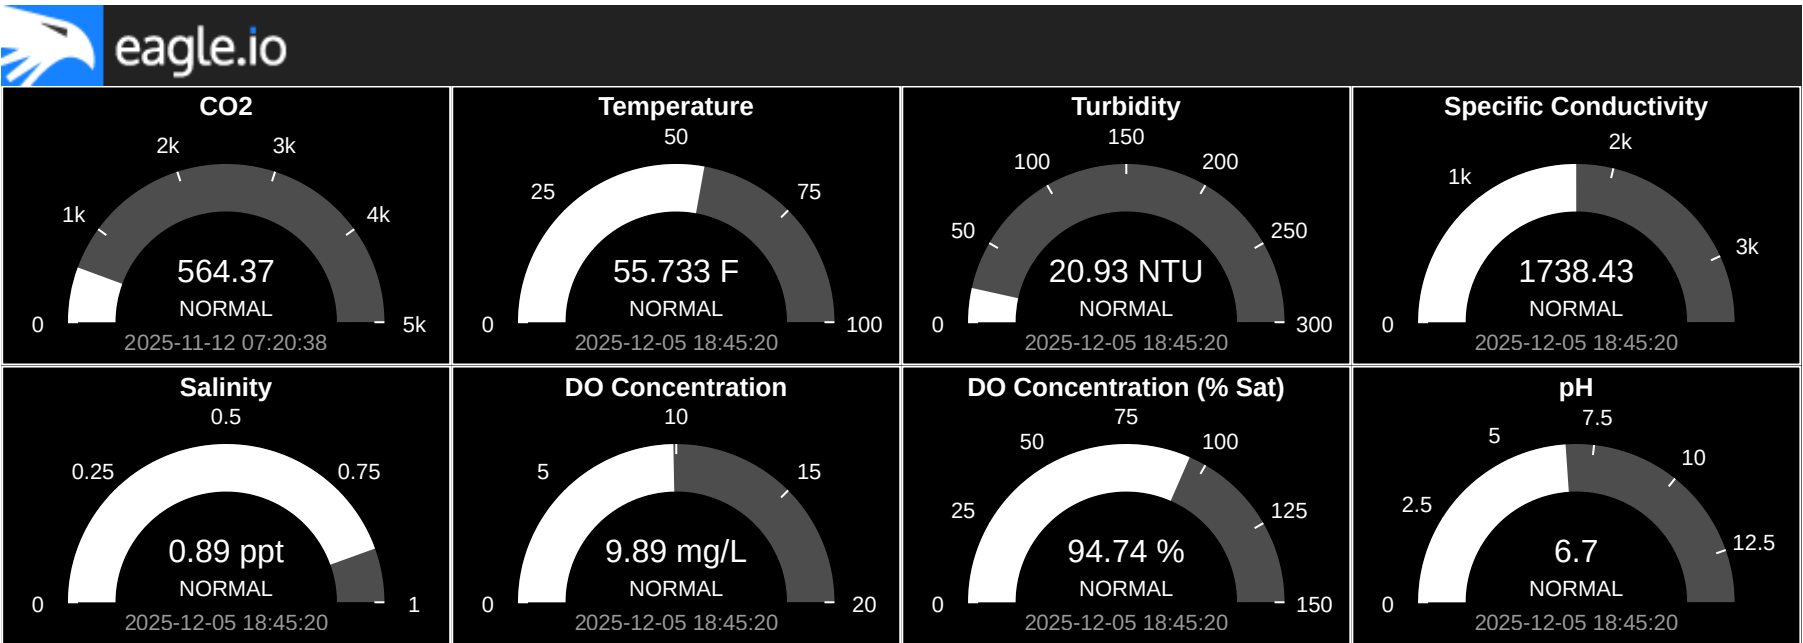 eagle.io
CO2
0
1k
2k
3k
4k
5k
564.37
NORMAL
2025-11-12 07:20:38
Temperature
0
25
50
75
100
55.733 F
NORMAL
2025-12-05 18:45:20
Turbidity
0
50
100
150
200
250
300
20.93 NTU
NORMAL
2025-12-05 18:45:20
Specific Conductivity
0
1k
2k
3k
1738.43
NORMAL
2025-12-05 18:45:20
Salinity
0
0.25
0.5
0.75
1
0.89 ppt
NORMAL
2025-12-05 18:45:20
DO Concentration
0
5
10
15
20
9.89 mg/L
NORMAL
2025-12-05 18:45:20
DO Concentration (% Sat)
0
25
50
75
100
125
150
94.74 %
NORMAL
2025-12-05 18:45:20
pH
0
2.5
5
7.5
10
12.5
6.7
NORMAL
2025-12-05 18:45:20